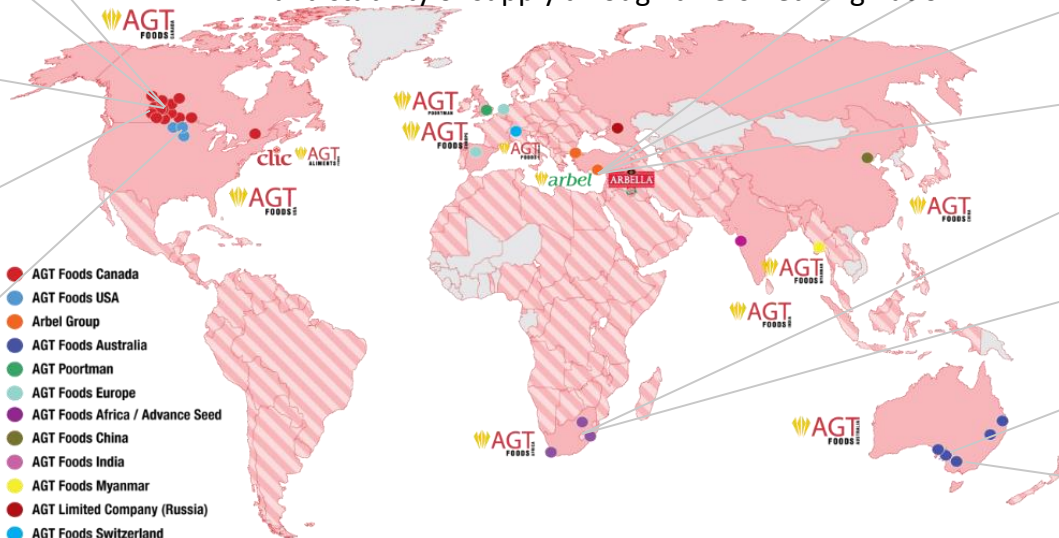 AGT
FOODS CANADA
AGT
FOODS USA
clic
AGT
ALIMENTS
AGT
POORTMAN
AGT
FOODS EUROPE
AGT
FOODS
arbel
ARBELLA
AGT
FOODS CHINA
AGT
FOODS MYANMAR
AGT
FOODS INDIA
AGT
FOODS AFRICA
AGT
FOODS AUSTRALIA
AGT Foods Canada
AGT Foods USA
Arbel Group
AGT Foods Australia
AGT Poortman
AGT Foods Europe
AGT Foods Africa / Advance Seed
AGT Foods China
AGT Foods India
AGT Foods Myanmar
AGT Limited Company (Russia)
AGT Foods Switzerland